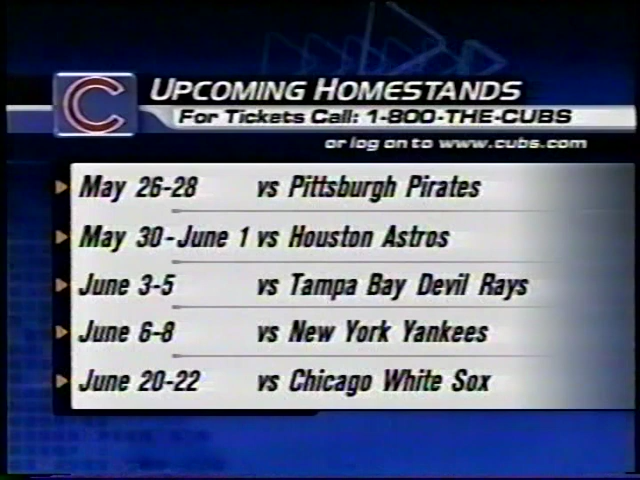 C
UPCOMING HOMESTANDS
For Tickets Call: 1-800-THE-CUBS
or log on to www.cubs.com
May 26-28 vs Pittsburgh Pirates
May 30-June 1 vs Houston Astros
June 3-5 vs Tampa Bay Devil Rays
June 6-8 vs New York Yankees
June 20-22 vs Chicago White Sox